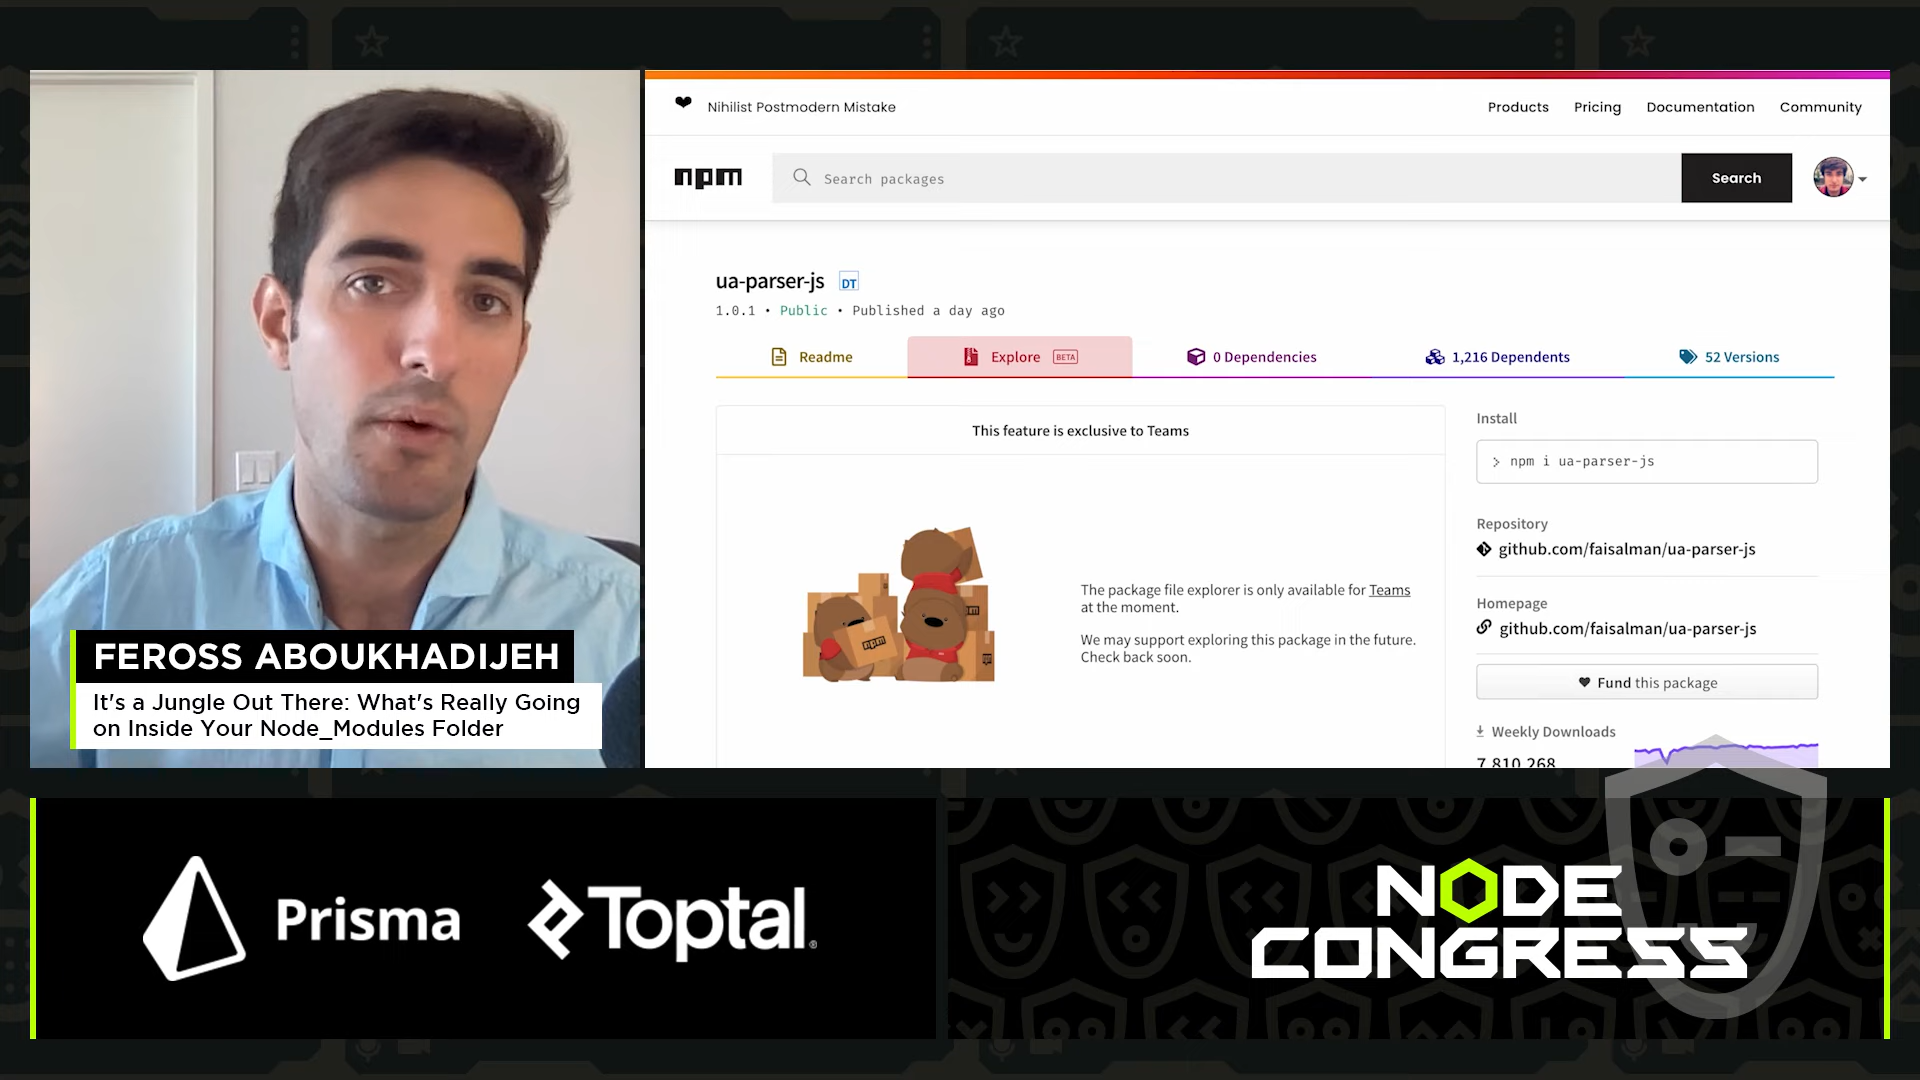 Nihilist Postmodern Mistake
Products
Pricing
Documentation
Community
npm
Search packages
Search
ua-parser-js
DT
1.0.1 • Public • Published a day ago
Readme
Explore BETA
0 Dependencies
1,216 Dependents
52 Versions
This feature is exclusive to Teams
npm
The package file explorer is only available for Teams
at the moment.
We may support exploring this package in the future.
Check back soon.
Install
> npm i ua-parser-js
Repository
github.com/faisalman/ua-parser-js
Homepage
github.com/faisalman/ua-parser-js
Fund this package
Weekly Downloads
7,810,268
FEROSS ABOUKHADIJEH
It's a Jungle Out There: What's Really Going
on Inside Your Node_Modules Folder
Prisma
Toptal®
NODE
CONGRESS